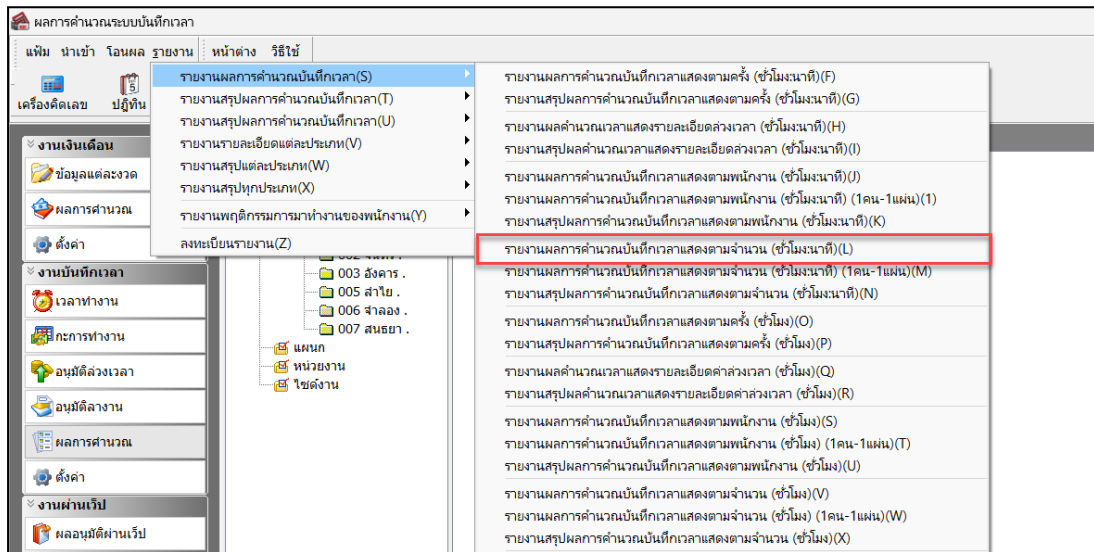 ผลการคำนวณระบบบันทึกเวลา
แฟ้ม นำเข้า โอนผล รายงาน หน้าต่าง วิธีใช้
5
เครื่องคิดเลข ปฏิทิน
รายงานผลการคำนวณบันทึกเวลา(S)
รายงานสรุปผลการคำนวณบันทึกเวลา(T)
รายงานสรุปผลการคำนวณบันทึกเวลา(U)
รายงานรายละเอียดแต่ละประเภท(V)
รายงานสรุปแต่ละประเภท(W)
รายงานสรุปทุกประเภท(X)
รายงานพฤติกรรมการมาทำงานของพนักงาน(Y)
ลงทะเบียนรายงาน(Z)
รายงานผลการคำนวณบันทึกเวลาแสดงตามครั้ง (ชั่วโมง:นาที)(F)
รายงานสรุปผลการคำนวณบันทึกเวลาแสดงตามครั้ง (ชั่วโมง:นาที)(G)
รายงานผลคำนวณเวลาแสดงรายละเอียดล่วงเวลา (ชั่วโมง:นาที)(H)
รายงานสรุปผลคำนวณเวลาแสดงรายละเอียดล่วงเวลา (ชั่วโมง:นาที)(I)
รายงานผลการคำนวณบันทึกเวลาแสดงตามพนักงาน (ชั่วโมง:นาที)(J)
รายงานผลการคำนวณบันทึกเวลาแสดงตามพนักงาน (ชั่วโมง:นาที) (1คน-1แผ่น)(1)
รายงานสรุปผลการคำนวณบันทึกเวลาแสดงตามพนักงาน (ชั่วโมง:นาที)(K)
รายงานผลการคำนวณบันทึกเวลาแสดงตามจำนวน (ชั่วโมง:นาที)(L)
รายงานผลการคำนวณบันทึกเวลาแสดงตามจำนวน (ชั่วโมง:นาที) (1คน-1แผ่น)(M)
รายงานสรุปผลการคำนวณบันทึกเวลาแสดงตามจำนวน (ชั่วโมง:นาที)(N)
รายงานผลการคำนวณบันทึกเวลาแสดงตามครั้ง (ชั่วโมง)(O)
รายงานสรุปผลการคำนวณบันทึกเวลาแสดงตามครั้ง (ชั่วโมง)(P)
รายงานผลคำนวณเวลาแสดงรายละเอียดค่าล่วงเวลา (ชั่วโมง)(Q)
รายงานสรุปผลคำนวณเวลาแสดงรายละเอียดค่าล่วงเวลา (ชั่วโมง)(R)
รายงานผลการคำนวณบันทึกเวลาแสดงตามพนักงาน (ชั่วโมง)(S)
รายงานผลการคำนวณบันทึกเวลาแสดงตามพนักงาน (ชั่วโมง) (1คน-1แผ่น)(T)
รายงานสรุปผลการคำนวณบันทึกเวลาแสดงตามพนักงาน (ชั่วโมง)(U)
รายงานผลการคำนวณบันทึกเวลาแสดงตามจำนวน (ชั่วโมง)(V)
รายงานผลการคำนวณบันทึกเวลาแสดงตามจำนวน (ชั่วโมง) (1คน-1แผ่น)(W)
รายงานสรุปผลการคำนวณบันทึกเวลาแสดงตามจำนวน (ชั่วโมง)(X)
งานเงินเดือน
ข้อมูลแต่ละงวด
ผลการคำนวณ
ตั้งค่า
งานบันทึกเวลา
เวลาทำงาน
กะการทำงาน
อนุมัติล่วงเวลา
อนุมัติลางาน
ผลการคำนวณ
ตั้งค่า
งานผ่านเว็ป
ผลอนุมัติผ่านเว็ป
003 อังคาร .
005 สำไย .
006 จำลอง .
007 สนธยา .
แผนก
หน่วยงาน
ไซด์งาน